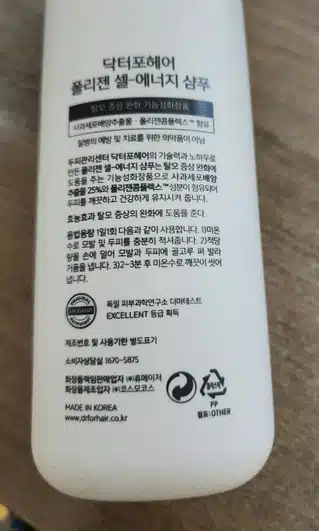 닥터포헤어
폴리젠 셀-에너지 샴푸
탈모 증상 완화 기능성화장품
사과세포배양추출물 · 폴리젠콤플렉스™ 함유
질병의 예방 및 치료를 위한 의약품이 아님
두피관리센터 닥터포헤어의 기술력과 노하우로
만든 폴리젠 셀-에너지 샴푸는 탈모 증상 완화에
도움을 주는 기능성화장품으로 사과세포배양
추출물 25%와 폴리젠콤플렉스™성분이 함유되어
두피를 깨끗하고 건강하게 유지시켜 줍니다.
효능효과 탈모 증상의 완화에 도움을 준다.
용법용량 1일1회 다음과 같이 사용합니다. 1)미온
수로 모발 및 두피를 충분히 적셔줍니다. 2)적당
량을 손에 덜어 모발과 두피에 골고루 펴 발라
거품을 냅니다. 3)2~3분 후 미온수로 깨끗이 씻어
냅니다.
ORIGINAL
EXCELLENT
독일 피부과학연구소 더마테스트
EXCELLENT 등급 획득
제조번호 및 사용기한 별도표기
소비자상담실 1670-5875
화장품책임판매업자 ㈜휴메이저
화장품제조업자 ㈜코스모코스
MADE IN KOREA
www.drforhair.co.kr
플라스틱
PP
펌프:OTHER